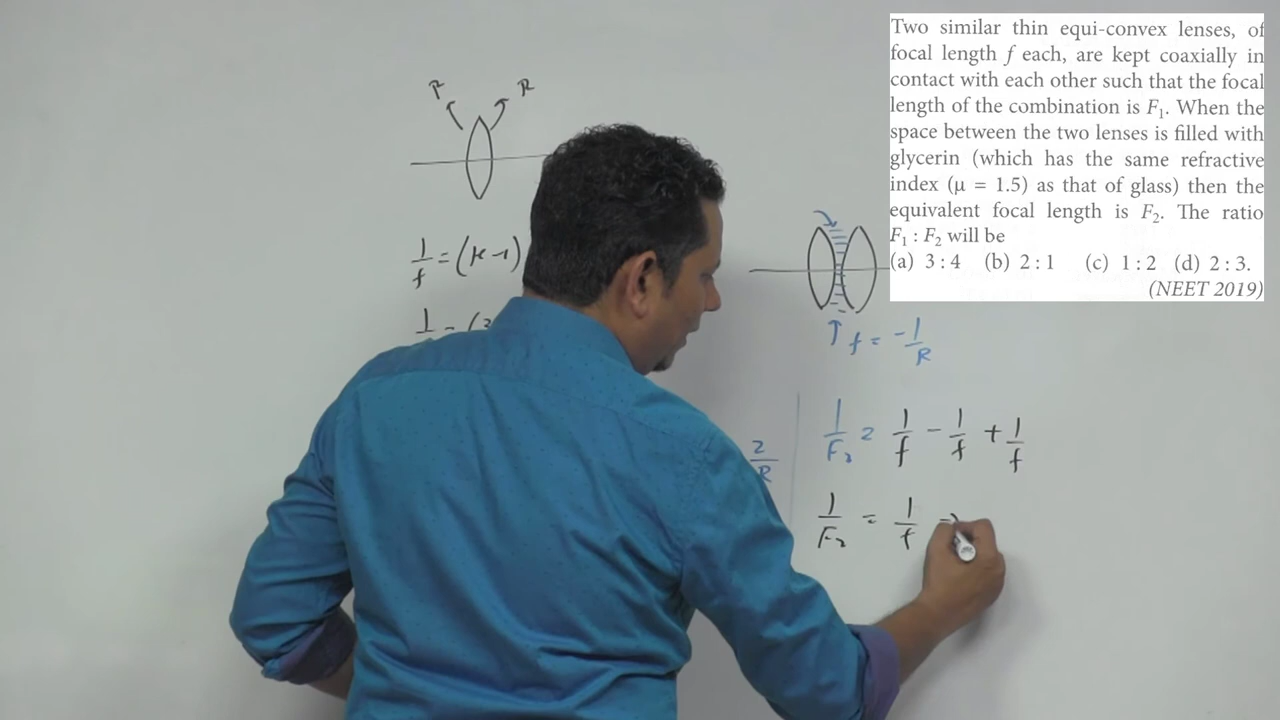 Two similar thin equi-convex lenses, of
focal length f each, are kept coaxially in
contact with each other such that the focal
length of the combination is F₁. When the
space between the two lenses is filled with
glycerin (which has the same refractive
index (μ = 1.5) as that of glass) then the
equivalent focal length is F₂. The ratio
F₁ : F₂ will be
(a) 3 : 4 (b) 2 : 1 (c) 1 : 2 (d) 2 : 3.
(NEET 2019)
R R
1/f = (μ-1)
1
f = -1/R
2/R
1/F₂ = 1/f - 1/f + 1/f
1/F₂ = 1/f